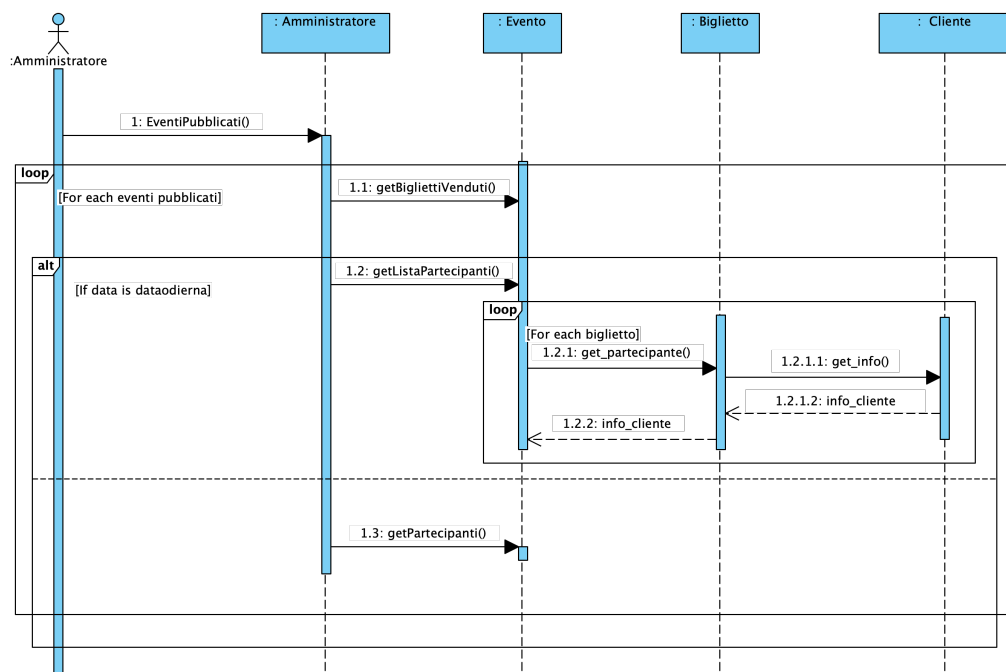 : Amministratore
: Evento
: Biglietto
: Cliente
:Amministratore
1: EventiPubblicati()
loop
[For each eventi pubblicati]
1.1: getBigliettiVenduti()
alt
1.2: getListaPartecipanti()
[If data is dataodierna]
loop
[For each biglietto]
1.2.1: get_partecipante()
1.2.1.1: get_info()
1.2.1.2: info_cliente
1.2.2: info_cliente
1.3: getPartecipanti()